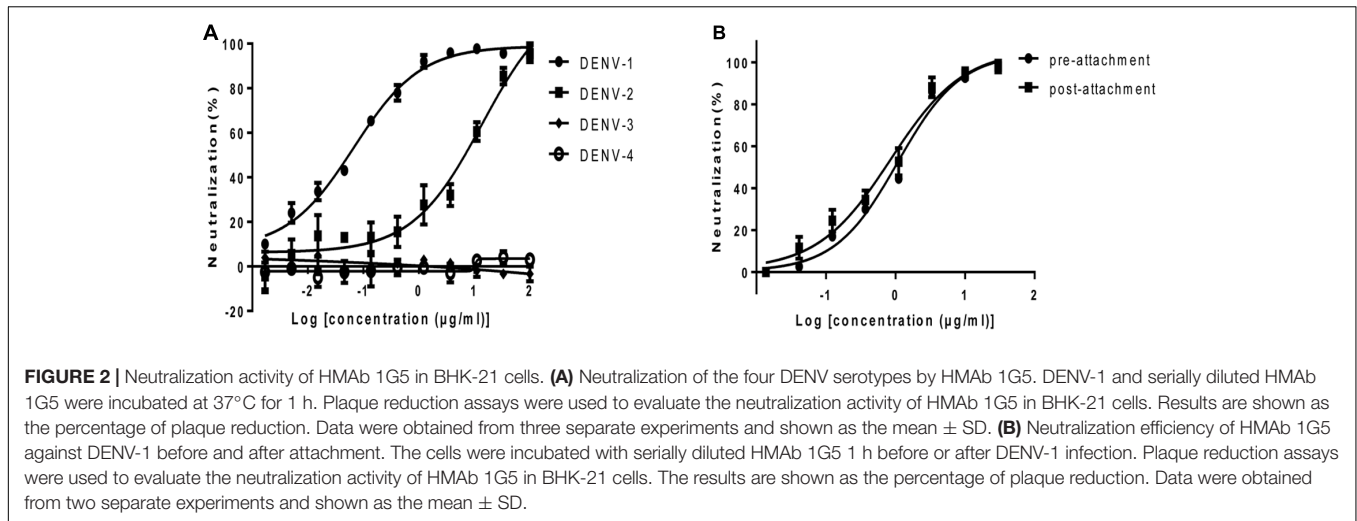 A
B
Neutralization(%)
100
80
60
40
20
0
-20
-2
-1
0
1
2
Log [concentration (µg/ml)]
DENV-1
DENV-2
DENV-3
DENV-4
Neutralization(%)
100
80
60
40
20
0
-1
0
1
2
Log [concentration (µg/ml)]
pre-attachment
post-attachment
FIGURE 2 | Neutralization activity of HMAb 1G5 in BHK-21 cells. (A) Neutralization of the four DENV serotypes by HMAb 1G5. DENV-1 and serially diluted HMAb
1G5 were incubated at 37°C for 1 h. Plaque reduction assays were used to evaluate the neutralization activity of HMAb 1G5 in BHK-21 cells. Results are shown as
the percentage of plaque reduction. Data were obtained from three separate experiments and shown as the mean ± SD. (B) Neutralization efficiency of HMAb 1G5
against DENV-1 before and after attachment. The cells were incubated with serially diluted HMAb 1G5 1 h before or after DENV-1 infection. Plaque reduction assays
were used to evaluate the neutralization activity of HMAb 1G5 in BHK-21 cells. The results are shown as the percentage of plaque reduction. Data were obtained
from two separate experiments and shown as the mean ± SD.